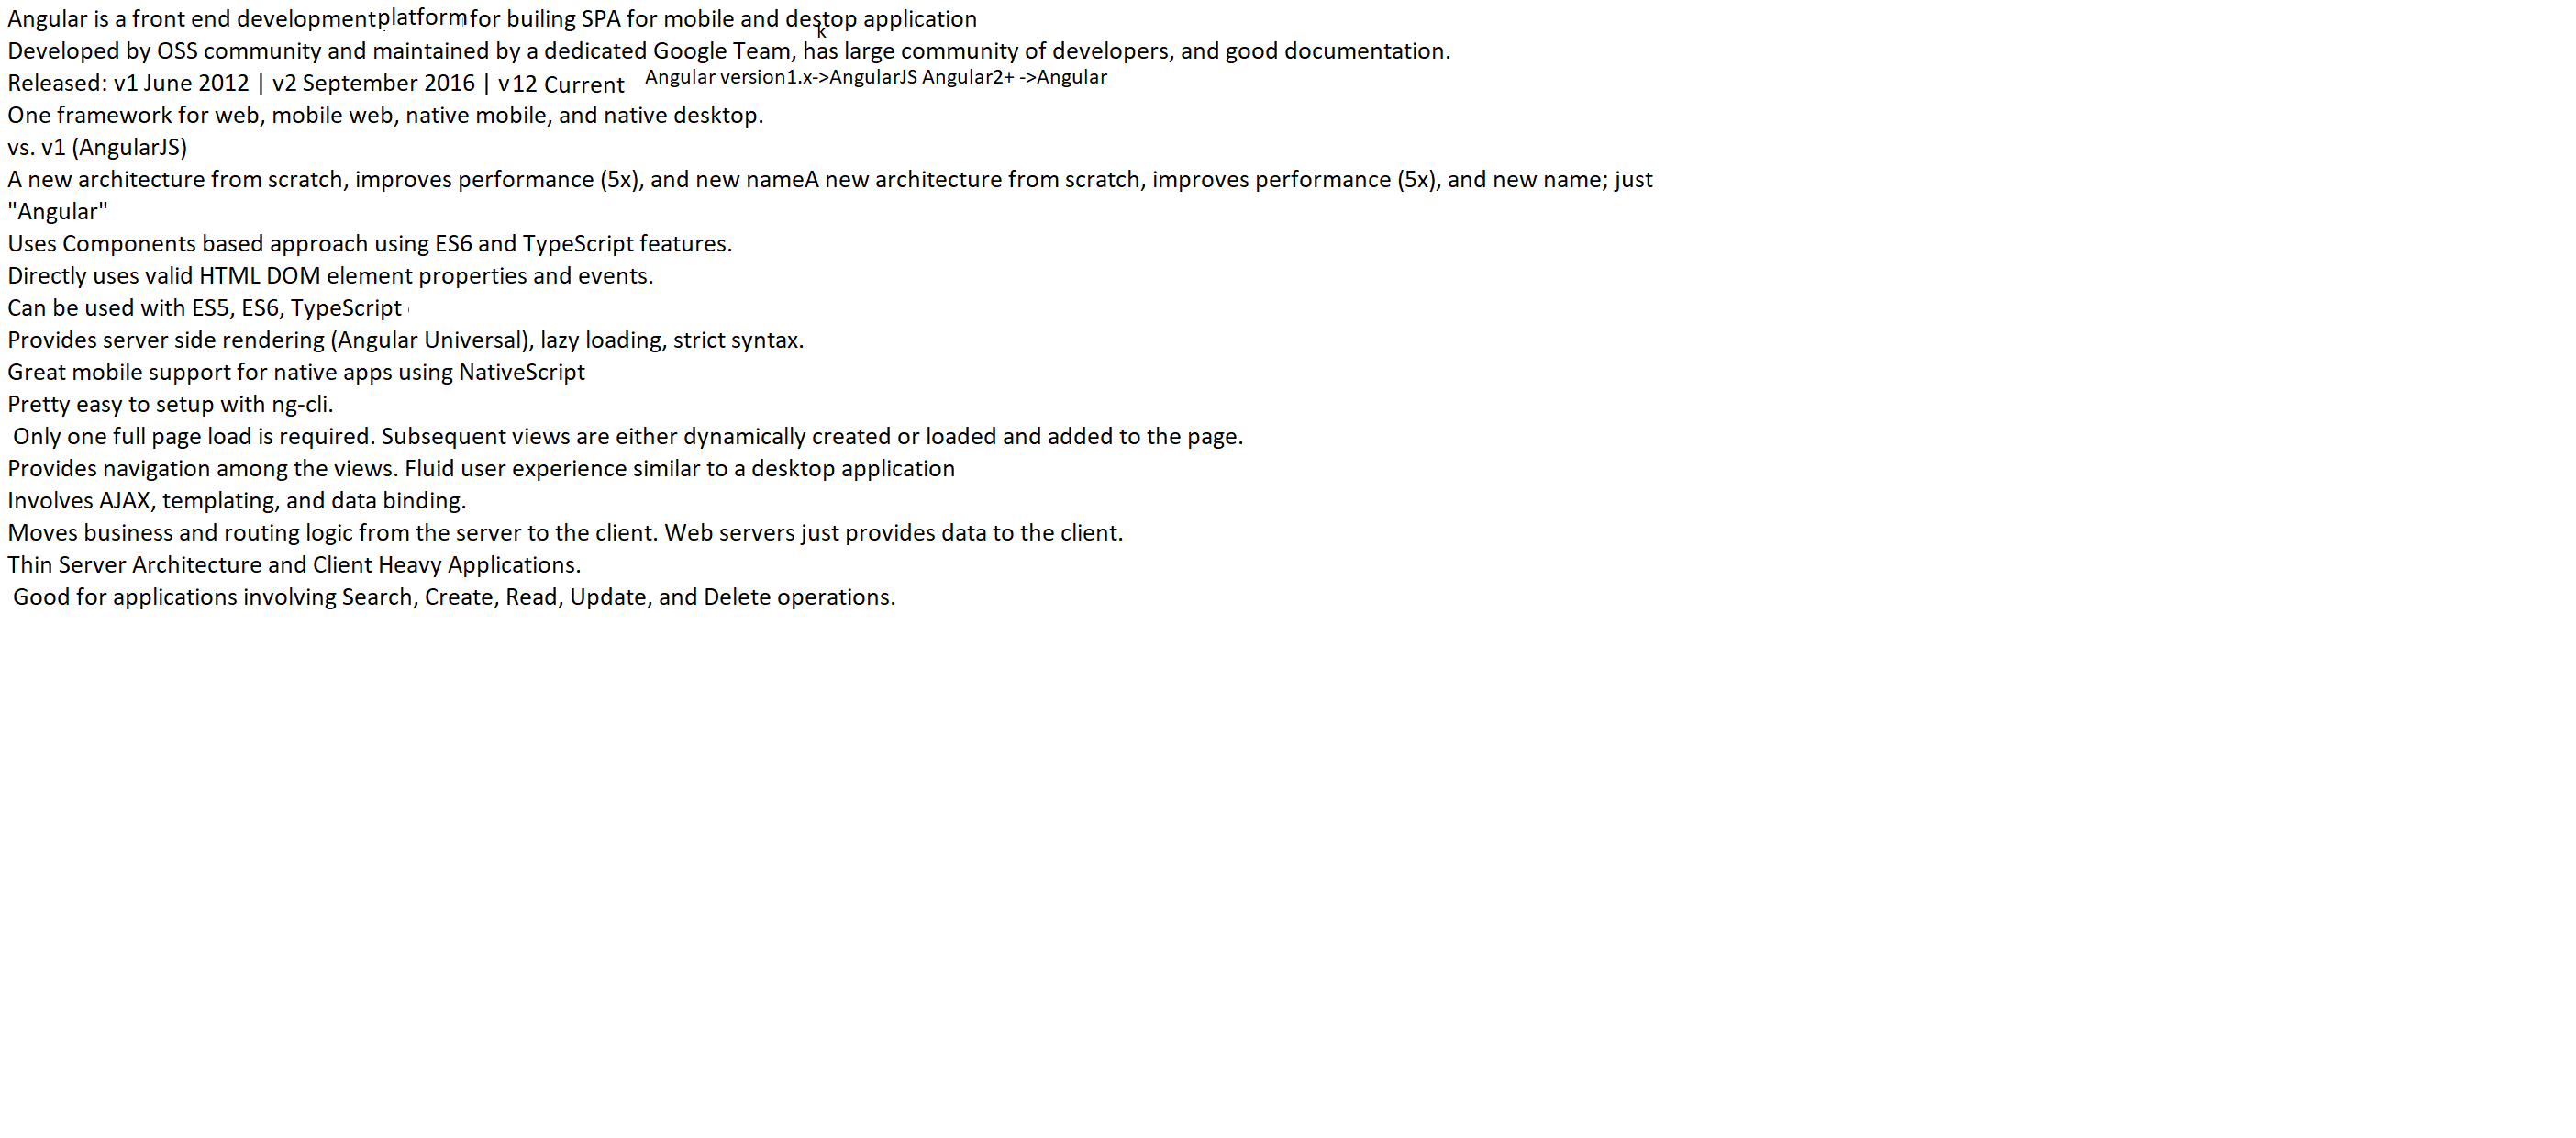 Angular is a front end development platform for builing SPA for mobile and destop application
k
Developed by OSS community and maintained by a dedicated Google Team, has large community of developers, and good documentation.
Released: v1 June 2012 | v2 September 2016 | v12 Current Angular version1.x->AngularJS Angular2+ ->Angular
One framework for web, mobile web, native mobile, and native desktop.
vs. v1 (AngularJS)
A new architecture from scratch, improves performance (5x), and new nameA new architecture from scratch, improves performance (5x), and new name; just
"Angular"
Uses Components based approach using ES6 and TypeScript features.
Directly uses valid HTML DOM element properties and events.
Can be used with ES5, ES6, TypeScript
Provides server side rendering (Angular Universal), lazy loading, strict syntax.
Great mobile support for native apps using NativeScript
Pretty easy to setup with ng-cli.
Only one full page load is required. Subsequent views are either dynamically created or loaded and added to the page.
Provides navigation among the views. Fluid user experience similar to a desktop application
Involves AJAX, templating, and data binding.
Moves business and routing logic from the server to the client. Web servers just provides data to the client.
Thin Server Architecture and Client Heavy Applications.
Good for applications involving Search, Create, Read, Update, and Delete operations.